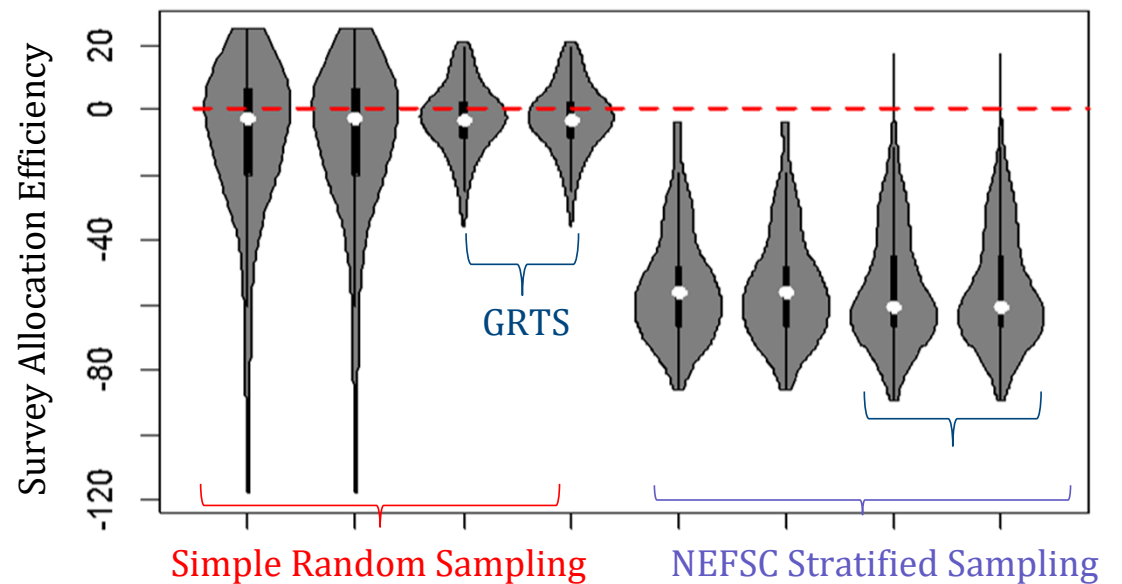 Survey Allocation Efficiency
20
0
-40
-80
-120
GRTS
Simple Random Sampling
NEFSC Stratified Sampling